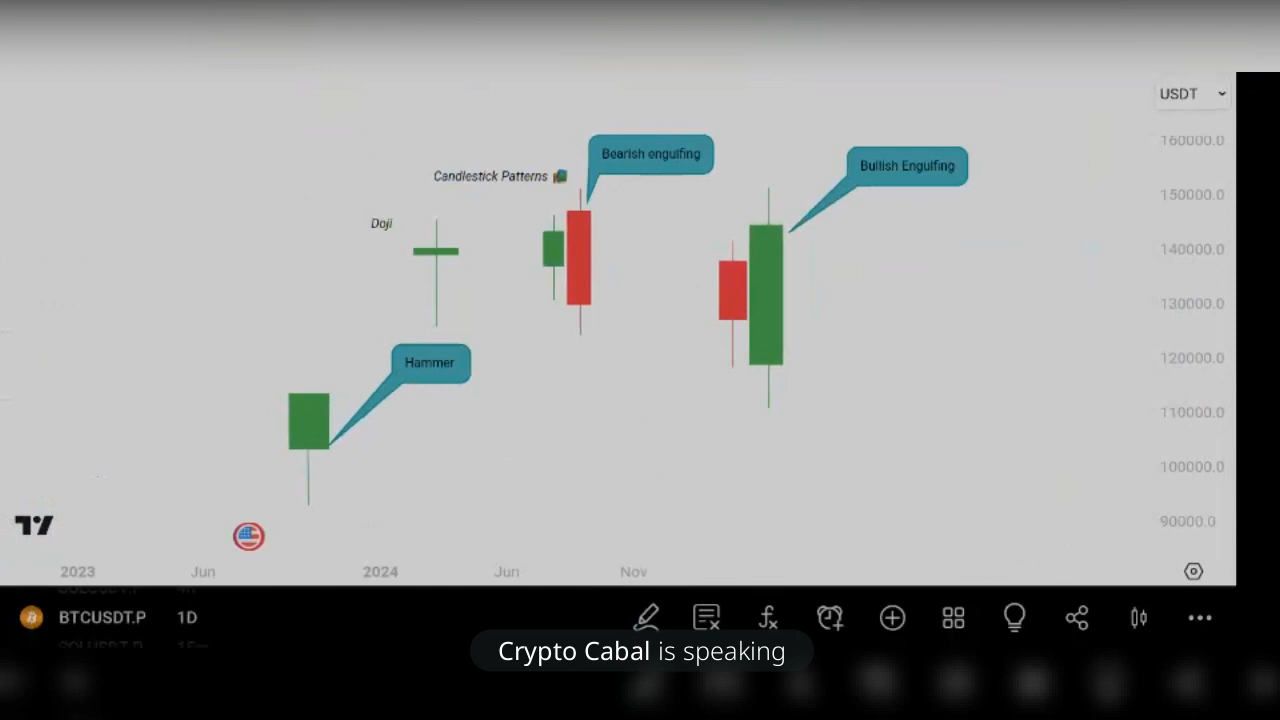 USDT
160000.0
Bearish engulfing
Bullish Engulfing
Candlestick Patterns
150000.0
Doji
140000.0
130000.0
Hammer
120000.0
110000.0
100000.0
90000.0
2023 Jun 2024 Jun Nov
BTCUSDT.P 1D
Crypto Cabal is speaking